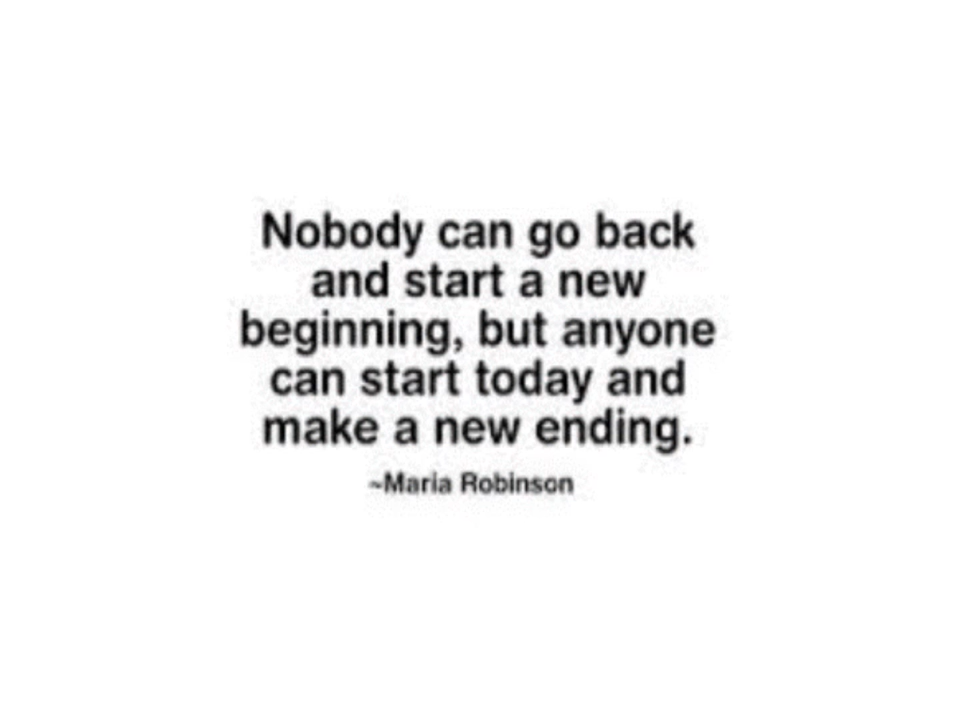 Nobody can go back
and start a new
beginning, but anyone
can start today and
make a new ending.
~Maria Robinson